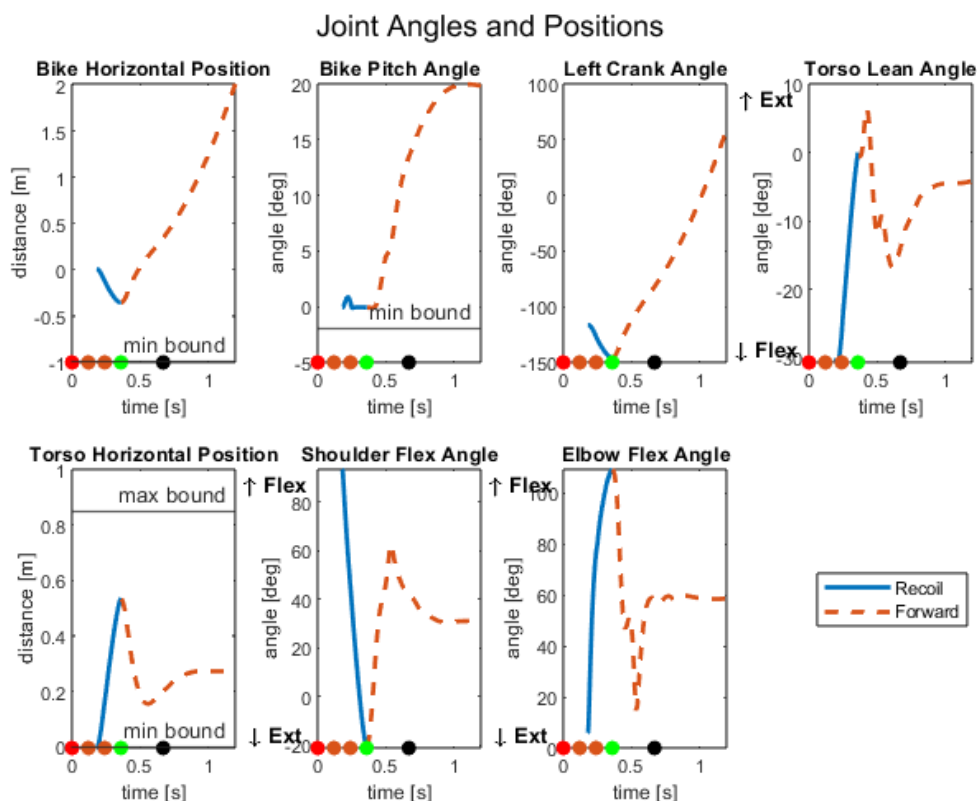 Joint Angles and Positions
Bike Horizontal Position
2
1.5
1
0.5
0
-0.5
-1
distance [m]
min bound
0 0.5 1
time [s]
Bike Pitch Angle
20
15
10
5
0
-5
angle [deg]
min bound
0 0.5 1
time [s]
Left Crank Angle
100
50
0
-50
-100
-150
angle [deg]
0 0.5 1
time [s]
Torso Lean Angle
↑ Ext
10
0
-10
-20
-30
angle [deg]
↓ Flex
0 0.5 1
time [s]
Torso Horizontal Position
1
0.8
0.6
0.4
0.2
0
distance [m]
max bound
min bound
0 0.5 1
time [s]
Shoulder Flex Angle
↑ Flex
80
60
40
20
0
-20
angle [deg]
↓ Ext
0 0.5 1
time [s]
Elbow Flex Angle
↑ Flex
100
80
60
40
20
0
angle [deg]
↓ Ext
0 0.5 1
time [s]
Recoil
Forward